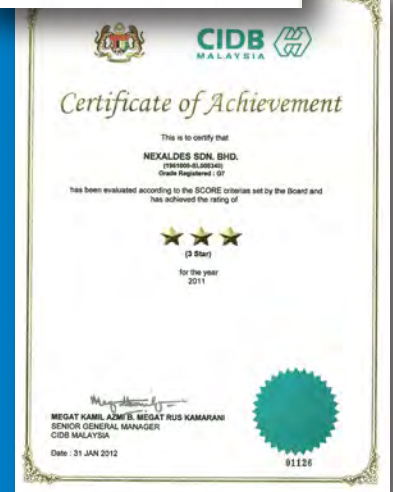 CIDB
MALAYSIA
Certificate of Achievement
This is to certify that
NEXALDES SDN. BHD.
Grade Registered : G7
has been evaluated according to the SCORE criterias set by the Board and
has achieved the rating of
(3 Star)
for the year
2011
MEGAT KAMIL AZMI B. MEGAT RUS KAMARANI
SENIOR GENERAL MANAGER
CIDB MALAYSIA
Date : 31 JAN 2012
01126